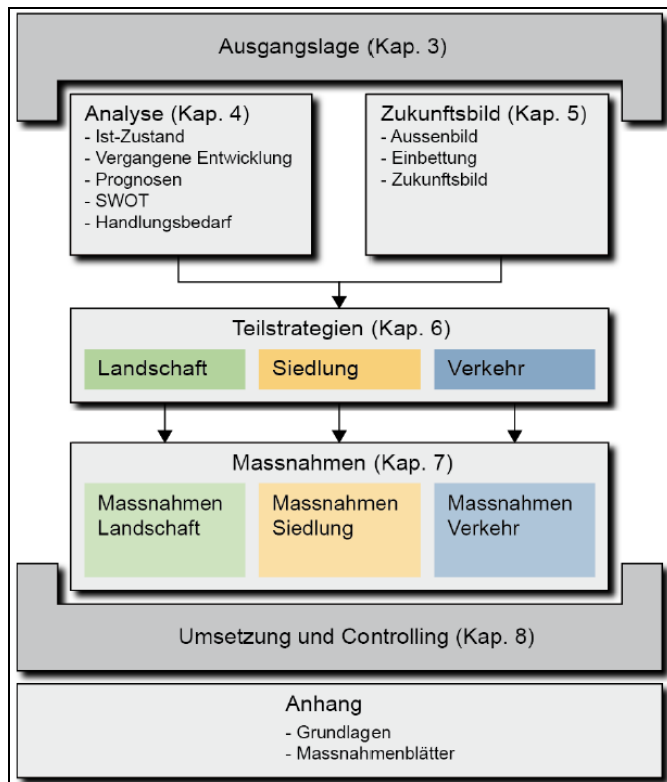 Ausgangslage (Kap. 3)
Analyse (Kap. 4)
- Ist-Zustand
- Vergangene Entwicklung
- Prognosen
- SWOT
- Handlungsbedarf
Zukunftsbild (Kap. 5)
- Aussenbild
- Einbettung
- Zukunftsbild
Teilstrategien (Kap. 6)
Landschaft
Siedlung
Verkehr
Massnahmen (Kap. 7)
Massnahmen
Landschaft
Massnahmen
Siedlung
Massnahmen
Verkehr
Umsetzung und Controlling (Kap. 8)
Anhang
- Grundlagen
- Massnahmenblätter